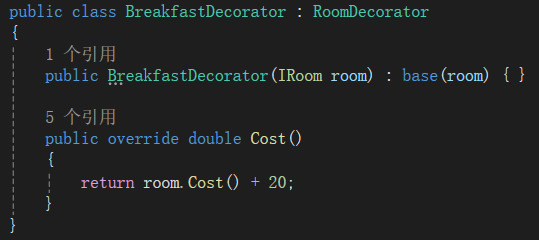 public class BreakfastDecorator : RoomDecorator
{
1 个引用
public BreakfastDecorator(IRoom room) : base(room) { }
5 个引用
public override double Cost()
{
return room.Cost() + 20;
}
}